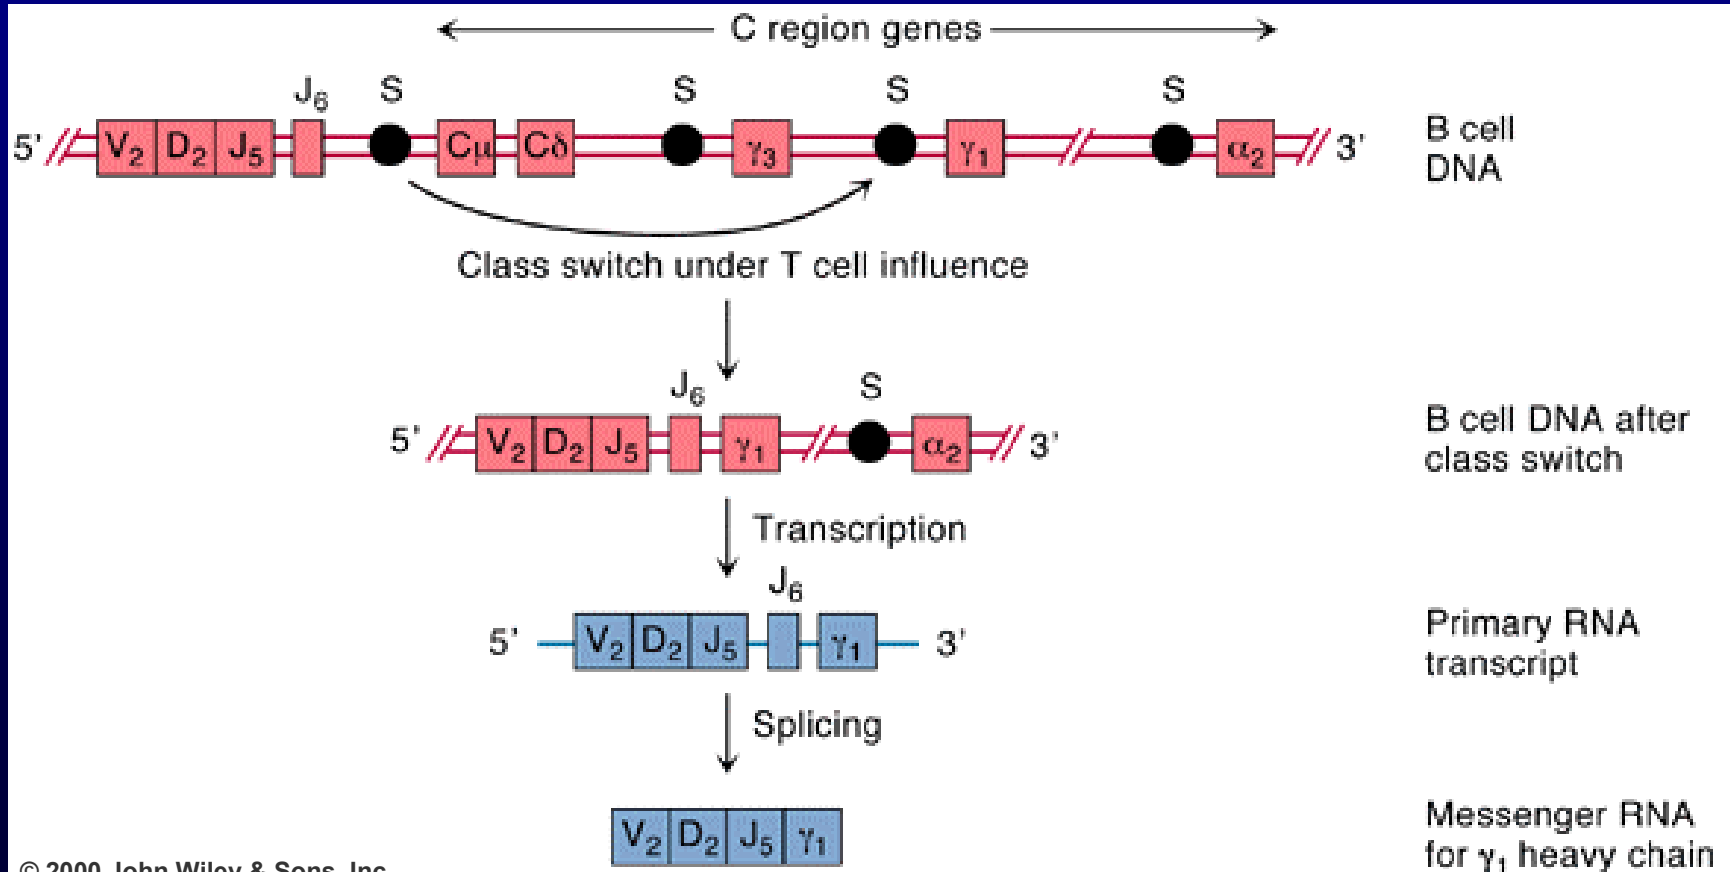 C region genes
J₆ S S S S
5' V₂ D₂ J₅ Cμ Cδ γ₃ γ₁ α₂ 3'
B cell
DNA
Class switch under T cell influence
J₆ S
5' V₂ D₂ J₅ γ₁ α₂ 3'
B cell DNA after
class switch
Transcription
J₆
5' V₂ D₂ J₅ γ₁ 3'
Primary RNA
transcript
Splicing
V₂ D₂ J₅ γ₁
Messenger RNA
for γ₁ heavy chain
© 2000 John Wiley & Sons, Inc